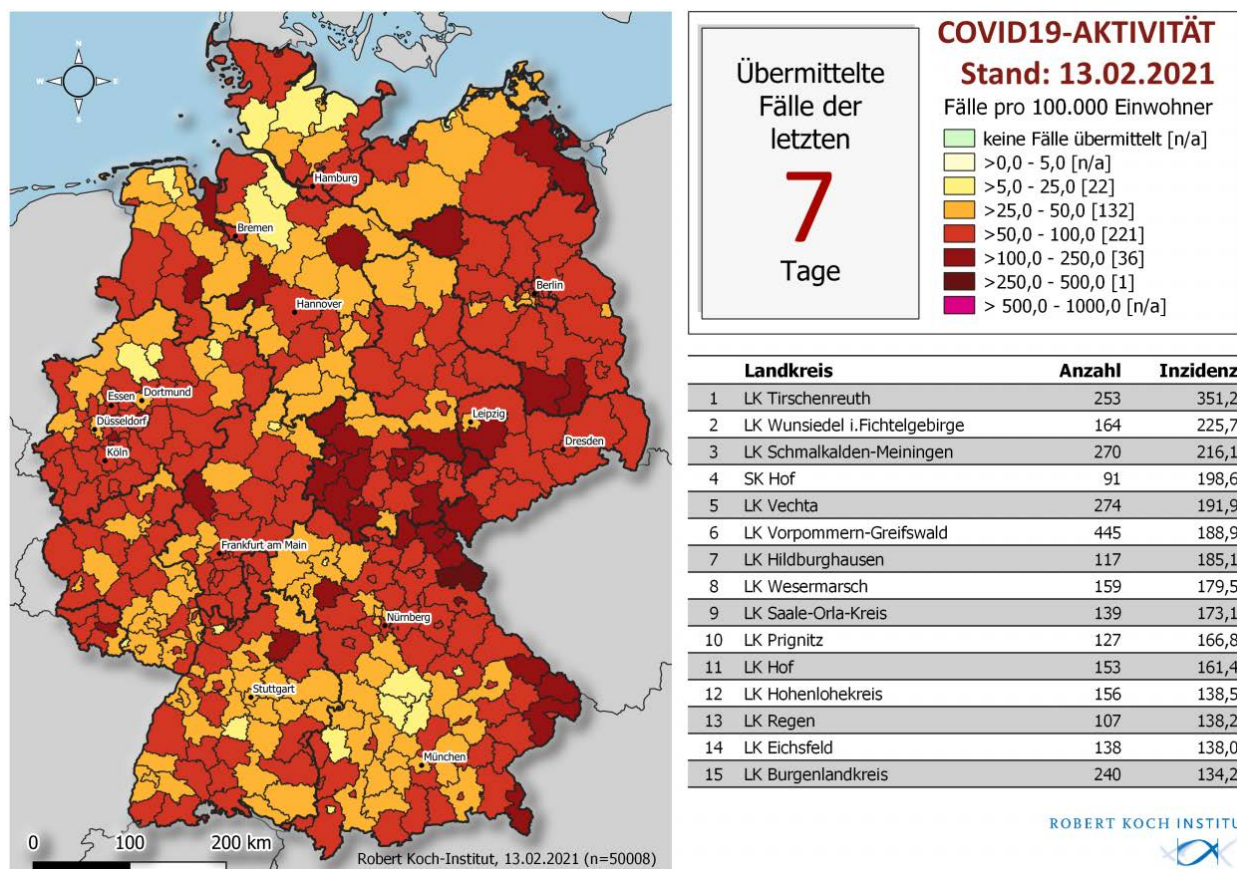 N
W
E
S
Hamburg
Bremen
Berlin
Hannover
Essen
Dortmund
Düsseldorf
Leipzig
Köln
Dresden
Frankfurt am Main
Nürnberg
Stuttgart
München
0 100 200 km
Robert Koch-Institut, 13.02.2021 (n=50008)
Übermittelte
Fälle der
letzten
7
Tage
COVID19-AKTIVITÄT
Stand: 13.02.2021
Fälle pro 100.000 Einwohner
keine Fälle übermittelt [n/a]
>0,0 - 5,0 [n/a]
>5,0 - 25,0 [22]
>25,0 - 50,0 [132]
>50,0 - 100,0 [221]
>100,0 - 250,0 [36]
>250,0 - 500,0 [1]
> 500,0 - 1000,0 [n/a]
Landkreis Anzahl Inzidenz
1 LK Tirschenreuth 253 351,2
2 LK Wunsiedel i.Fichtelgebirge 164 225,7
3 LK Schmalkalden-Meiningen 270 216,1
4 SK Hof 91 198,6
5 LK Vechta 274 191,9
6 LK Vorpommern-Greifswald 445 188,9
7 LK Hildburghausen 117 185,1
8 LK Wesermarsch 159 179,5
9 LK Saale-Orla-Kreis 139 173,1
10 LK Prignitz 127 166,8
11 LK Hof 153 161,4
12 LK Hohenlohekreis 156 138,5
13 LK Regen 107 138,2
14 LK Eichsfeld 138 138,0
15 LK Burgenlandkreis 240 134,2
ROBERT KOCH INSTITU